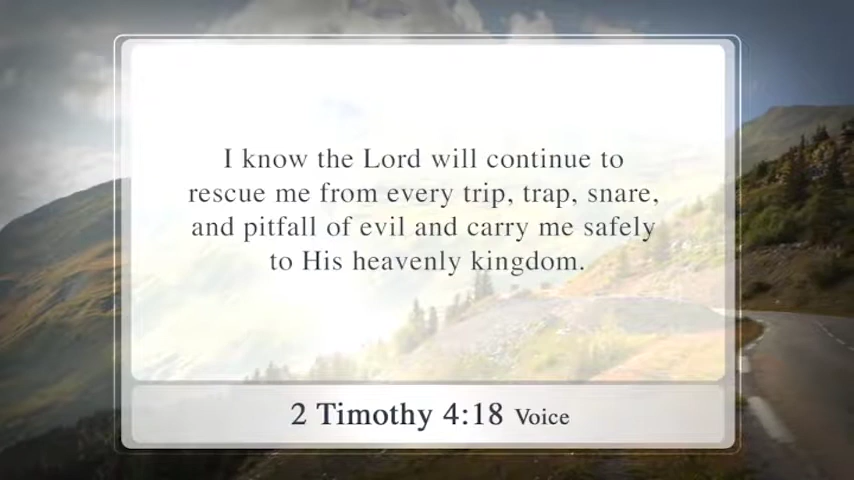 I know the Lord will continue to
rescue me from every trip, trap, snare,
and pitfall of evil and carry me safely
to His heavenly kingdom.
2 Timothy 4:18 Voice